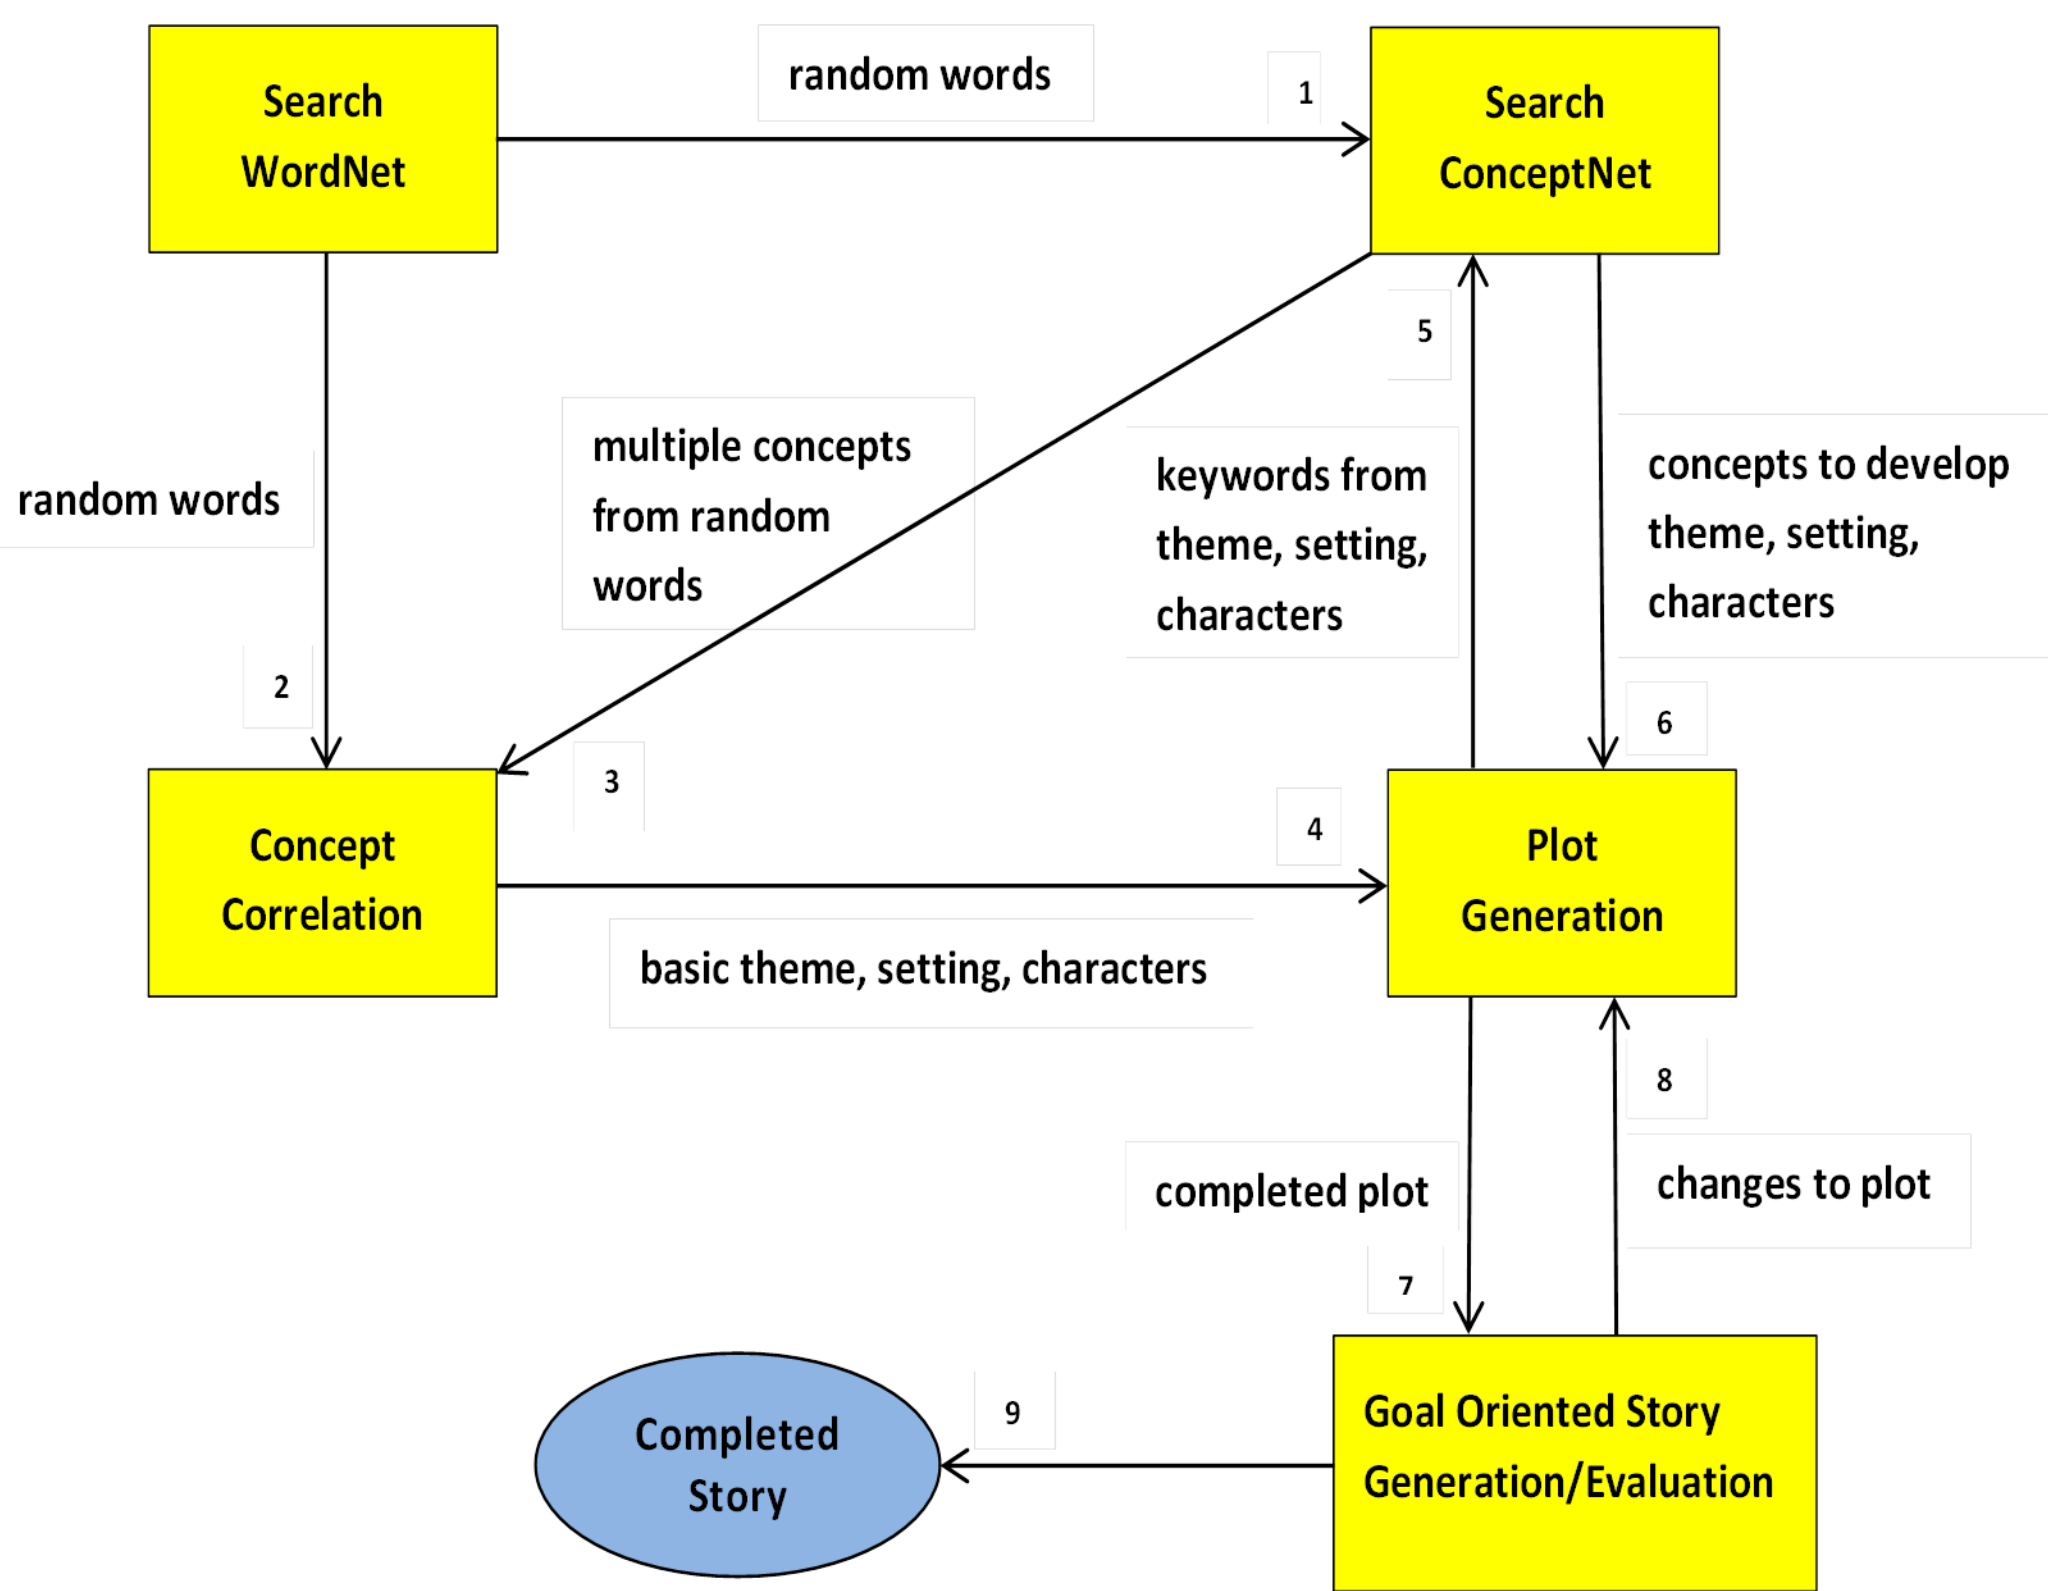 Search
WordNet
random words
1
Search
ConceptNet
random words
2
multiple concepts
from random
words
3
5
keywords from
theme, setting,
characters
concepts to develop
theme, setting,
characters
6
Concept
Correlation
4
basic theme, setting, characters
Plot
Generation
completed plot
7
8
changes to plot
Completed
Story
9
Goal Oriented Story
Generation/Evaluation